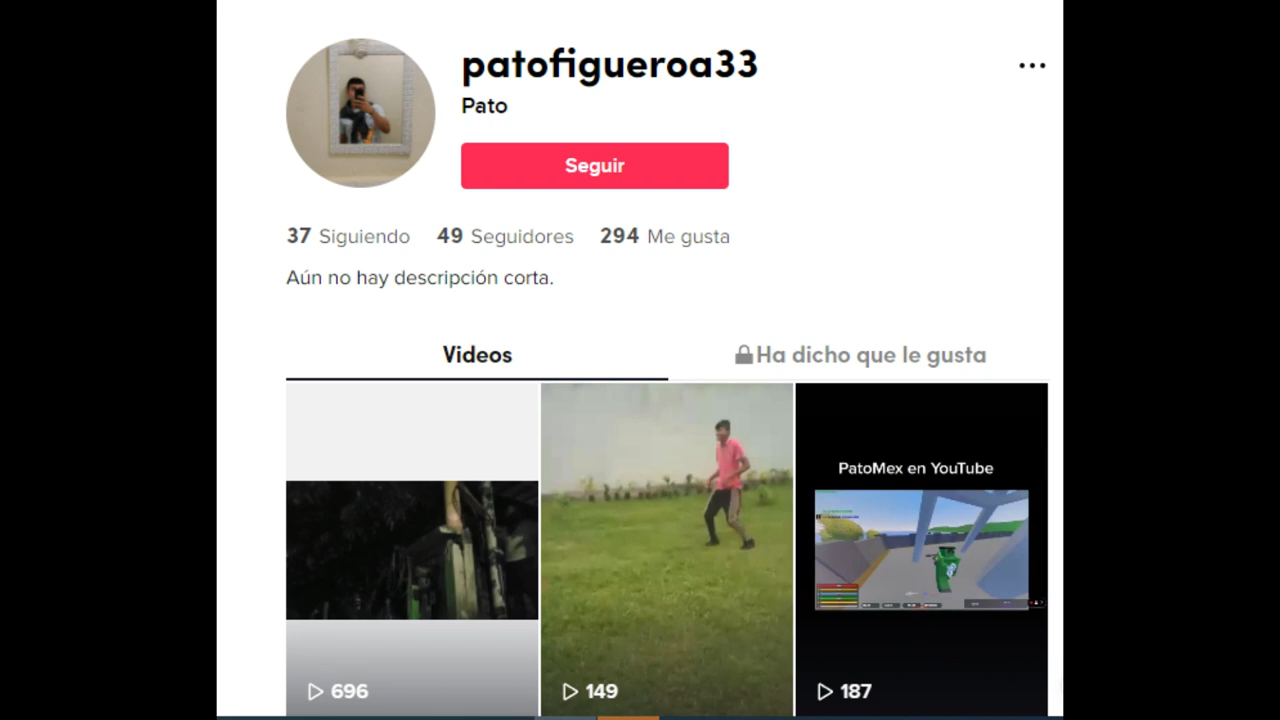 patofigueroa33
Pato
Seguir
37 Siguiendo 49 Seguidores 294 Me gusta
Aún no hay descripción corta.
Videos Ha dicho que le gusta
PatoMex en YouTube
696 149 187